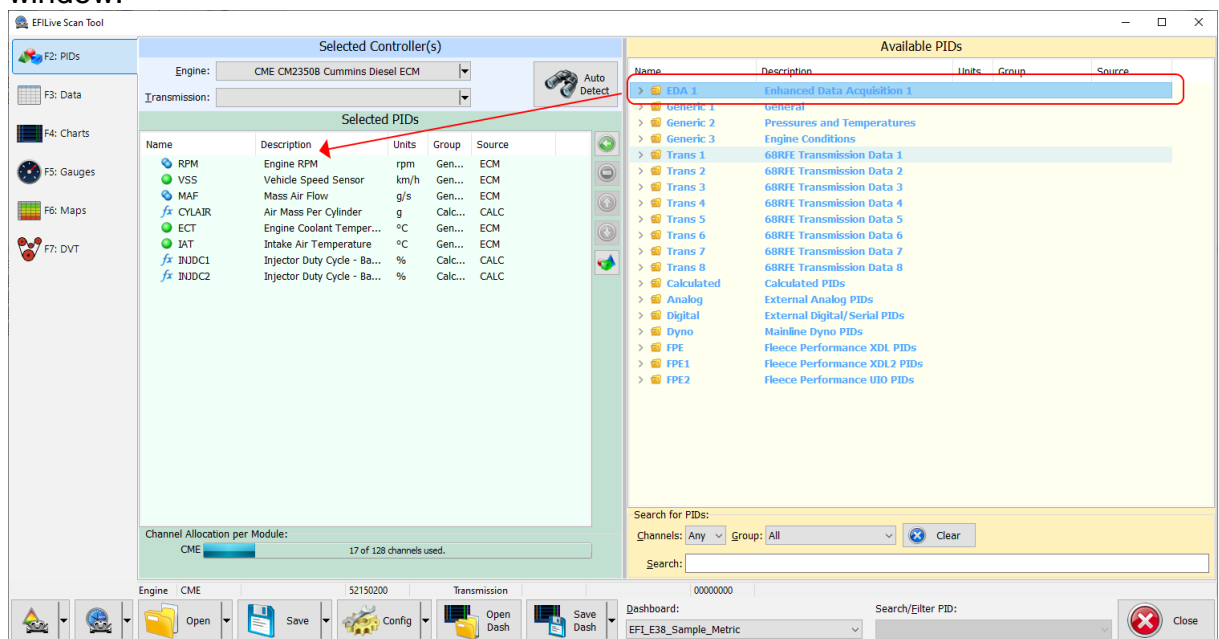 window.
EFILive Scan Tool
F2: PIDs
F3: Data
F4: Charts
F5: Gauges
F6: Maps
F7: DVT
Selected Controller(s)
Engine: CME CM2350B Cummins Diesel ECM
Transmission:
Auto
Detect
Selected PIDs
Name Description Units Group Source
RPM Engine RPM rpm Gen... ECM
VSS Vehicle Speed Sensor km/h Gen... ECM
MAF Mass Air Flow g/s Gen... ECM
fx CYLAIR Air Mass Per Cylinder g Calc... CALC
ECT Engine Coolant Temper... °C Gen... ECM
IAT Intake Air Temperature °C Gen... ECM
fx INJDC1 Injector Duty Cycle - Ba... % Calc... CALC
fx INJDC2 Injector Duty Cycle - Ba... % Calc... CALC
Channel Allocation per Module:
CME 17 of 128 channels used.
Available PIDs
Name Description Units Group Source
EDA 1 Enhanced Data Acquisition 1
Generic 1 General
Generic 2 Pressures and Temperatures
Generic 3 Engine Conditions
Trans 1 68RFE Transmission Data 1
Trans 2 68RFE Transmission Data 2
Trans 3 68RFE Transmission Data 3
Trans 4 68RFE Transmission Data 4
Trans 5 68RFE Transmission Data 5
Trans 6 68RFE Transmission Data 6
Trans 7 68RFE Transmission Data 7
Trans 8 68RFE Transmission Data 8
Calculated Calculated PIDs
Analog External Analog PIDs
Digital External Digital/Serial PIDs
Dyno Mainline Dyno PIDs
FPE Fleece Performance XDL PIDs
FPE1 Fleece Performance XDL2 PIDs
FPE2 Fleece Performance UIO PIDs
Search for PIDs:
Channels: Any Group: All Clear
Search:
Engine CME 52150200 Transmission 00000000
Open Save Config Open
Dash Save
Dash
Dashboard: Search/Filter PID:
EFI_E38_Sample_Metric
Close